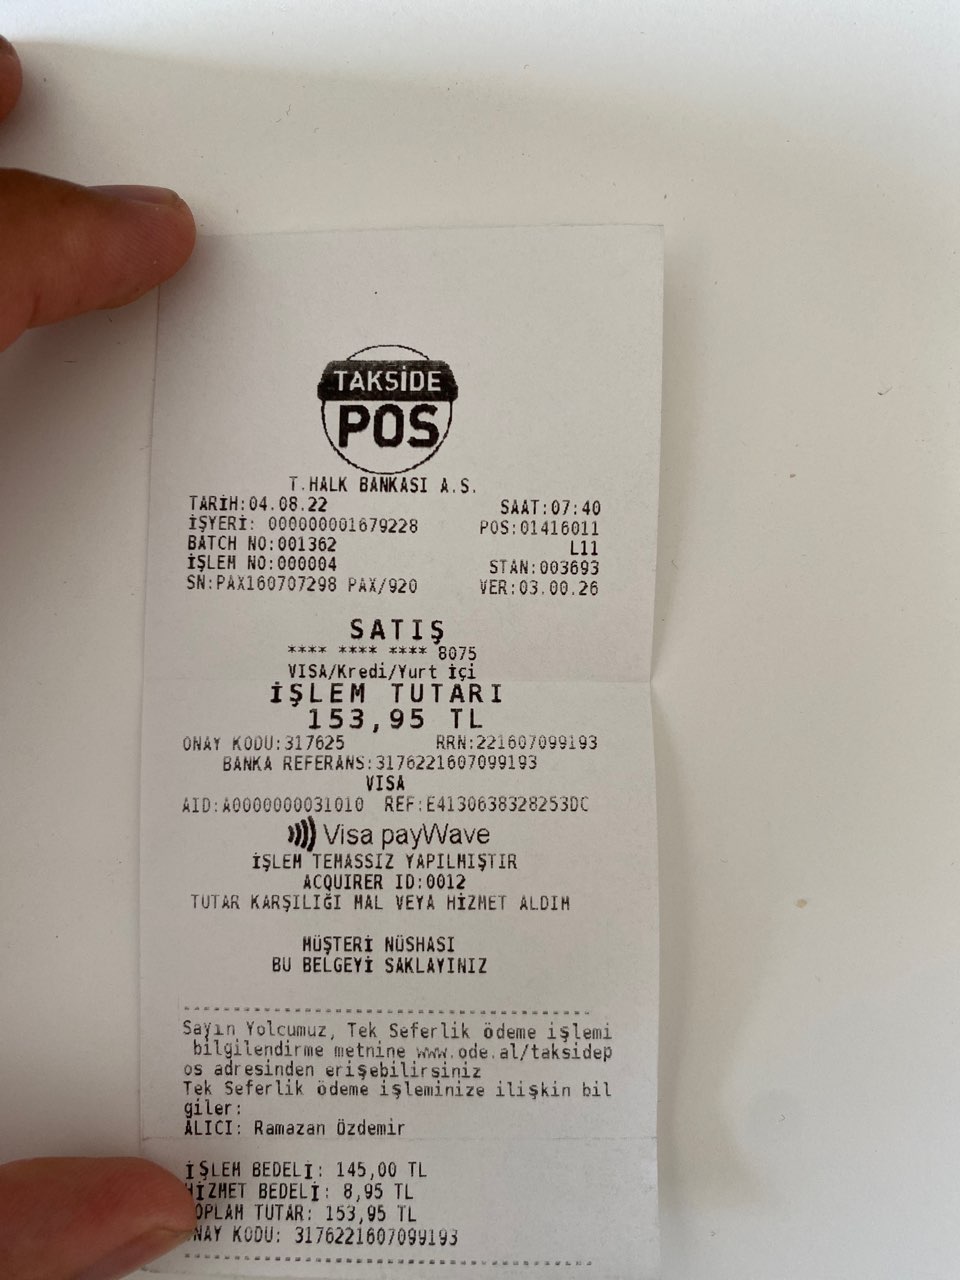 TAKSİDE
POS
T.HALK BANKASI A.S.
TARİH:04.08.22 SAAT:07:40
İŞYERİ: 000000001679228 POS:01416011
BATCH NO:001362 L11
İŞLEM NO:000004 STAN:003693
SN:PAX160707298 PAX/920 VER:03.00.26
SATIŞ
**** **** **** 8075
VISA/Kredi/Yurt İçi
İŞLEM TUTARI
153,95 TL
ONAY KODU:317625 RRN:221607099193
BANKA REFERANS:3176221607099193
VISA
AID:A0000000031010 REF:E4130638328253DC
Visa payWave
İŞLEM TEMASSIZ YAPILMIŞTIR
ACQUIRER ID:0012
TUTAR KARŞILIĞI MAL VEYA HİZMET ALDIM
MÜŞTERİ NÜSHASI
BU BELGEYİ SAKLAYINIZ
Sayın Yolcumuz, Tek Seferlik ödeme işlemi
bilgilendirme metnine www.ode.al/taksidep
os adresinden erişebilirsiniz
Tek Seferlik ödeme işleminize ilişkin bil
giler:
ALICI: Ramazan Özdemir
İŞLEM BEDELİ: 145,00 TL
HİZMET BEDELİ: 8,95 TL
OPLAM TUTAR: 153,95 TL
NAY KODU: 3176221607099193